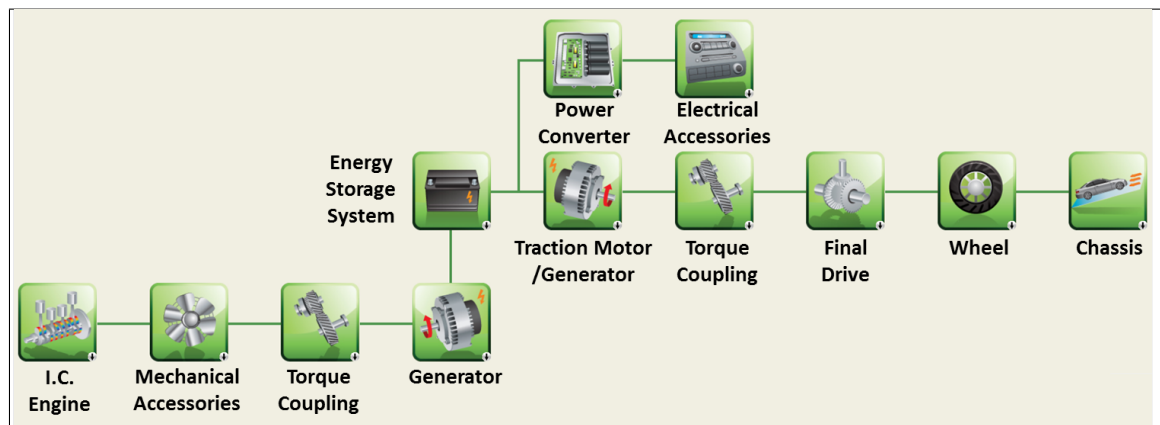 Power
Converter
Electrical
Accessories
Energy
Storage
System
Traction Motor
/Generator
Torque
Coupling
Final
Drive
Wheel
Chassis
I.C.
Engine
Mechanical
Accessories
Torque
Coupling
Generator